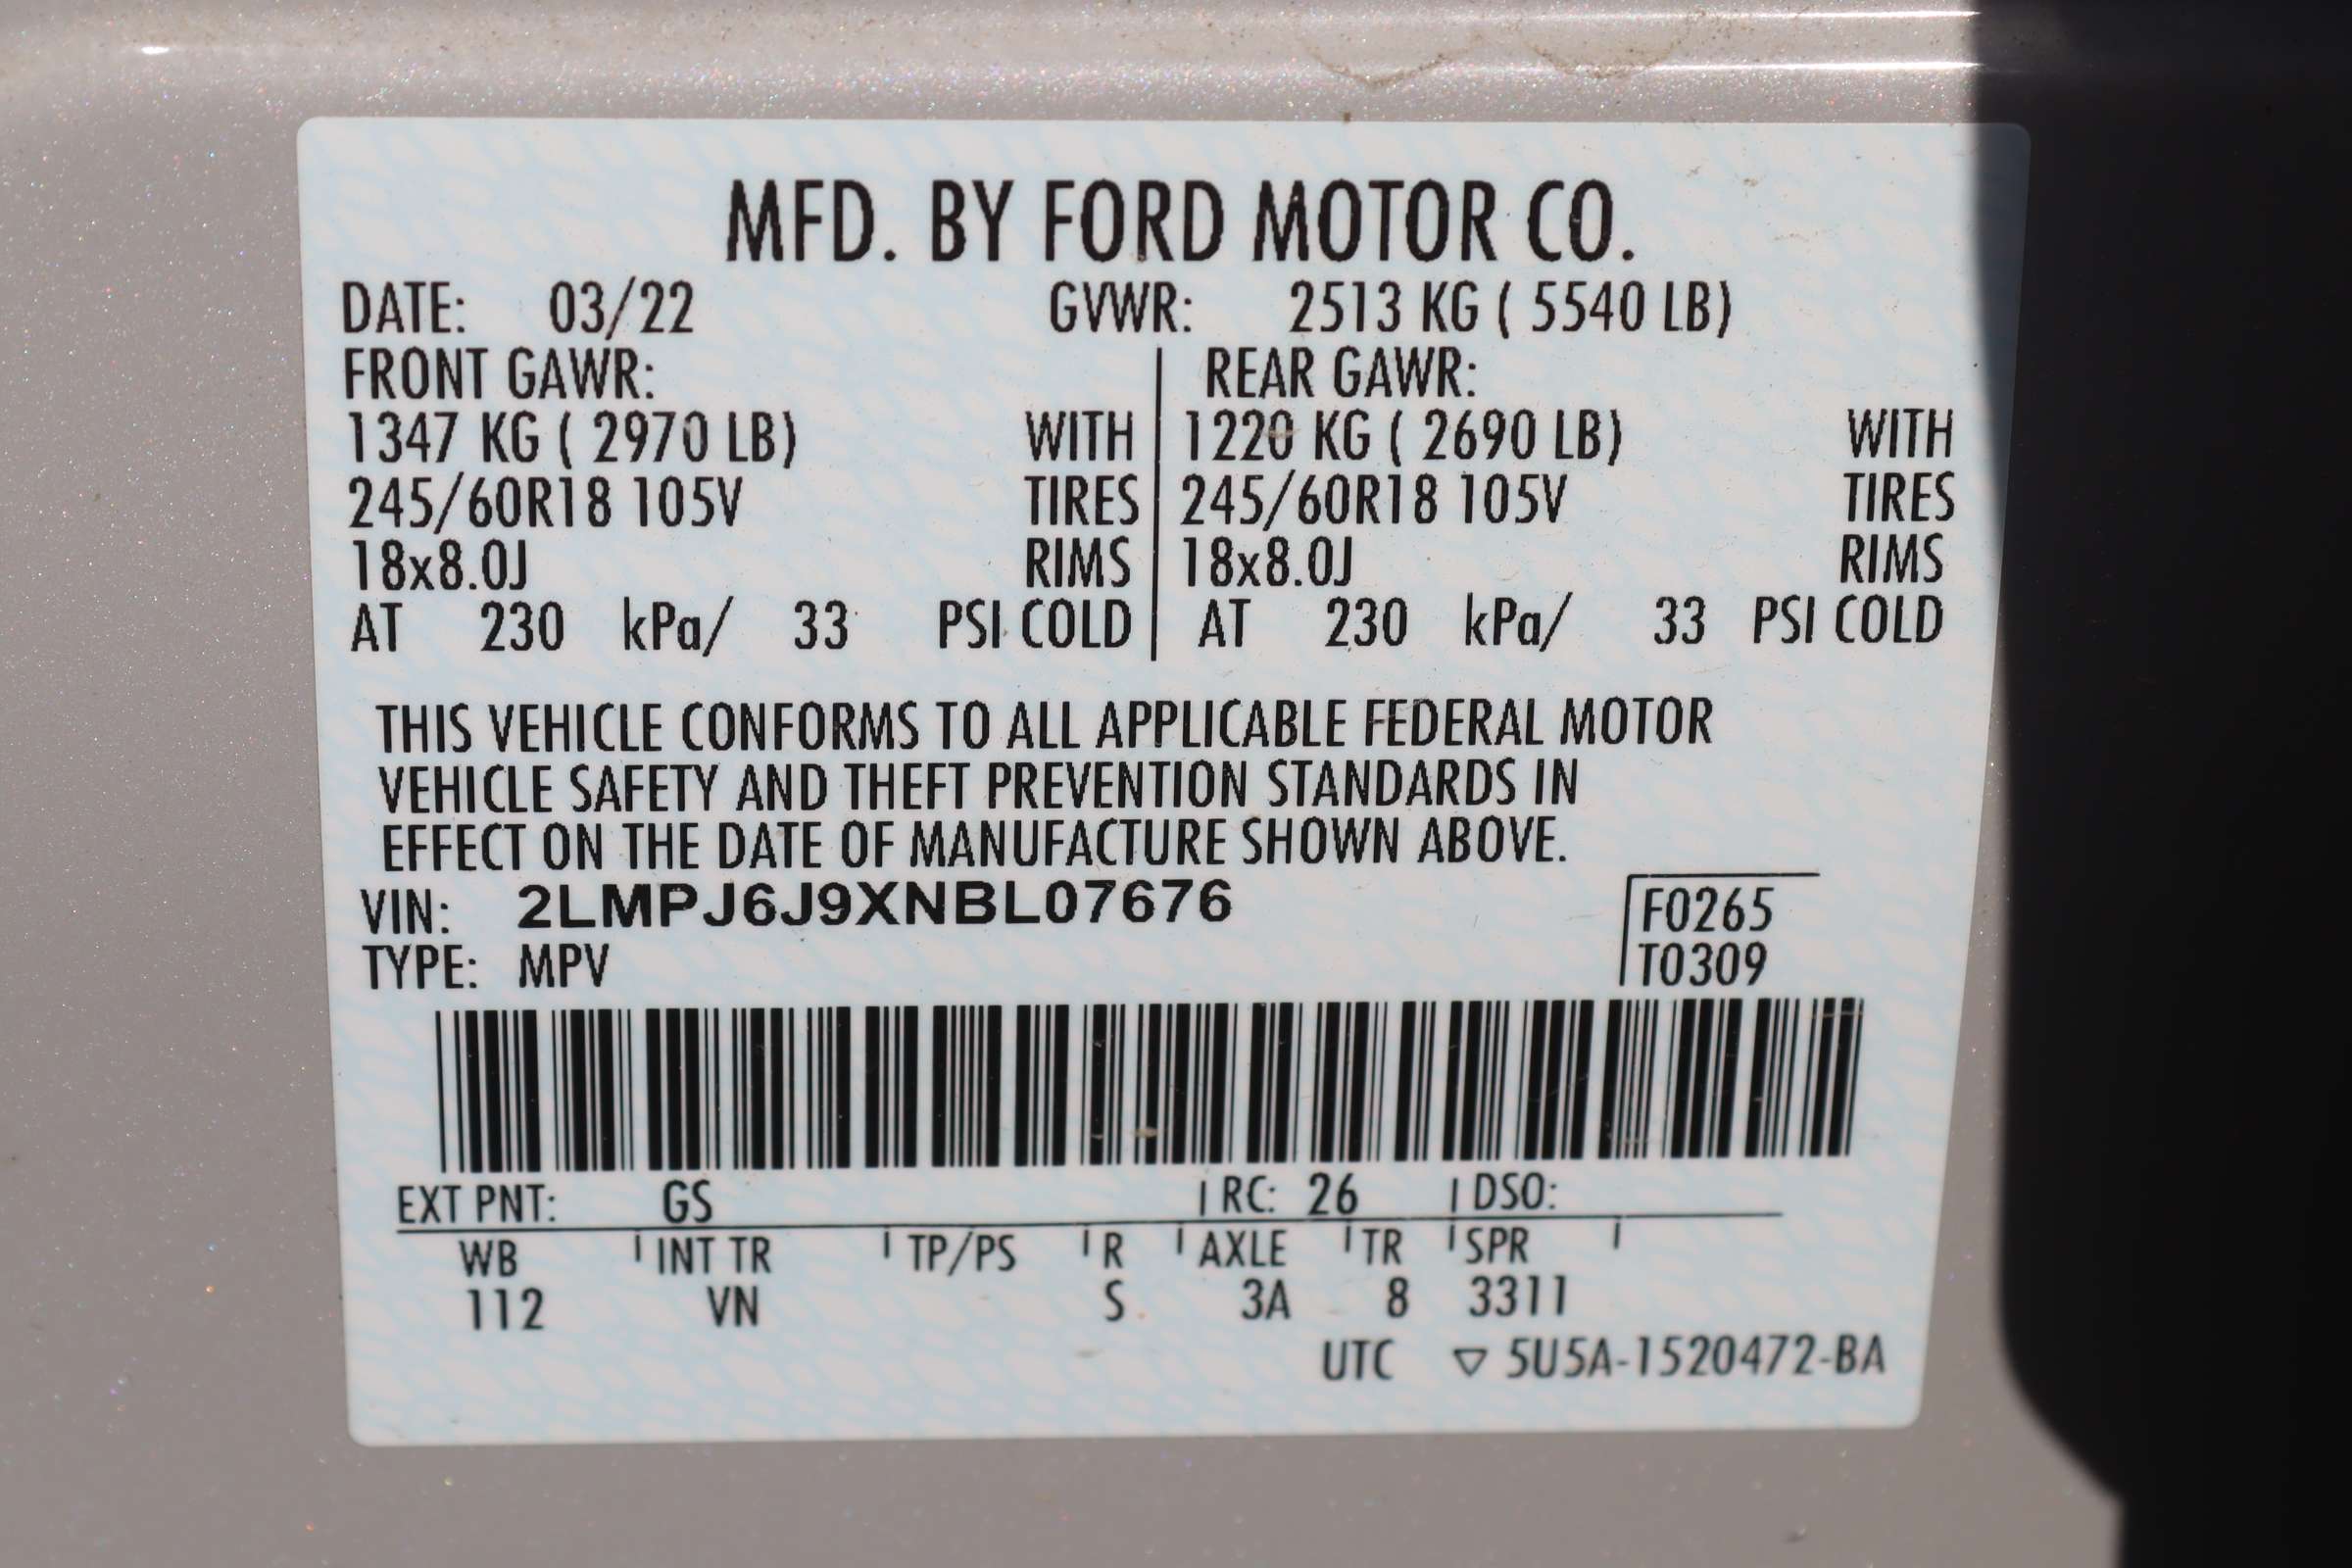 MFD. BY FORD MOTOR CO.
DATE: 03/22 GVWR: 2513 KG ( 5540 LB)
FRONT GAWR: REAR GAWR:
1347 KG ( 2970 LB) WITH 1220 KG ( 2690 LB) WITH
245/60R18 105V TIRES 245/60R18 105V TIRES
18x8.0J RIMS 18x8.0J RIMS
AT 230 kPa/ 33 PSI COLD AT 230 kPa/ 33 PSI COLD
THIS VEHICLE CONFORMS TO ALL APPLICABLE FEDERAL MOTOR
VEHICLE SAFETY AND THEFT PREVENTION STANDARDS IN
EFFECT ON THE DATE OF MANUFACTURE SHOWN ABOVE.
VIN: 2LMPJ6J9XNBL07676 F0265
TYPE: MPV T0309
EXT PNT: GS RC: 26 DSO:
WB INT TR TP/PS R AXLE TR SPR
112 VN S 3A 8 3311
UTC ▽ 5U5A-1520472-BA